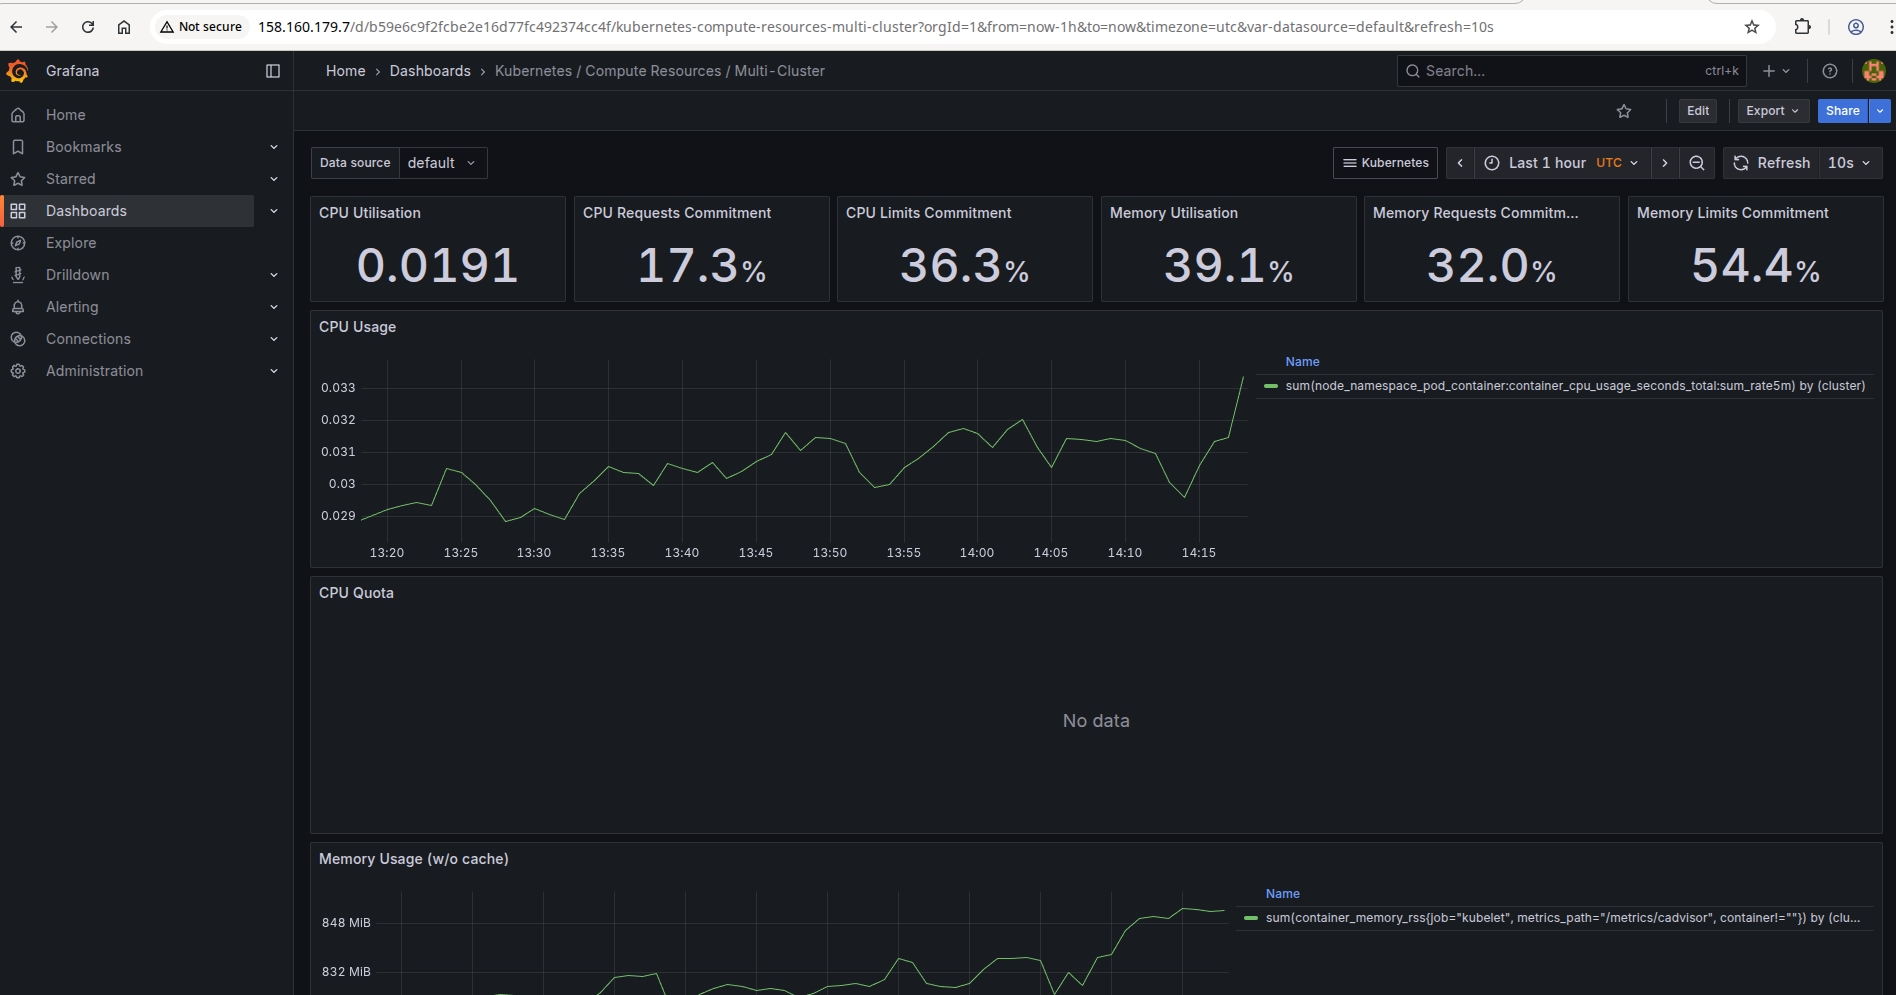 Not secure 158.160.179.7/d/b59e6c9f2fcbe2e16d77fc492374cc4f/kubernetes-compute-resources-multi-cluster?orgId=1&from=now-1h&to=now&timezone=utc&var-datasource=default&refresh=10s
Grafana
Home › Dashboards › Kubernetes / Compute Resources / Multi-Cluster
Search... ctrl+k
Home
Bookmarks
Starred
Dashboards
Explore
Drilldown
Alerting
Connections
Administration
Edit Export Share
Data source default
Kubernetes Last 1 hour UTC Refresh 10s
CPU Utilisation
0.0191
CPU Requests Commitment
17.3%
CPU Limits Commitment
36.3%
Memory Utilisation
39.1%
Memory Requests Commitm...
32.0%
Memory Limits Commitment
54.4%
CPU Usage
0.033
0.032
0.031
0.03
0.029
13:20 13:25 13:30 13:35 13:40 13:45 13:50 13:55 14:00 14:05 14:10 14:15
Name
sum(node_namespace_pod_container:container_cpu_usage_seconds_total:sum_rate5m) by (cluster)
CPU Quota
No data
Memory Usage (w/o cache)
848 MiB
832 MiB
Name
sum(container_memory_rss{job="kubelet", metrics_path="/metrics/cadvisor", container!=""}) by (clu...